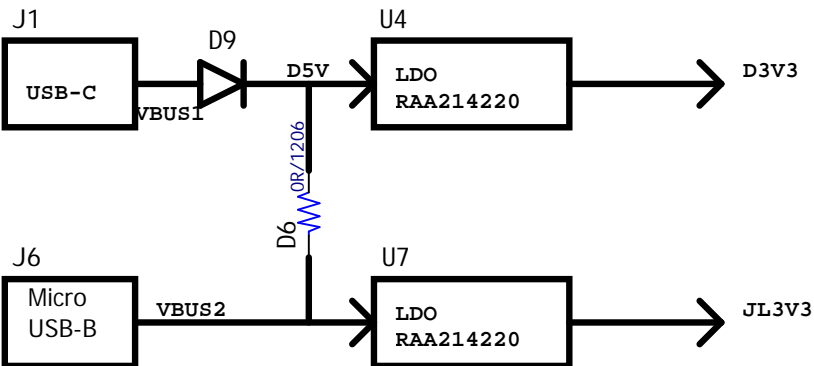 J1
USB-C
VBUS1
D9
D5V
U4
LDO
RAA214220
D3V3
0R/1206
D6
J6
Micro
USB-B
VBUS2
U7
LDO
RAA214220
JL3V3